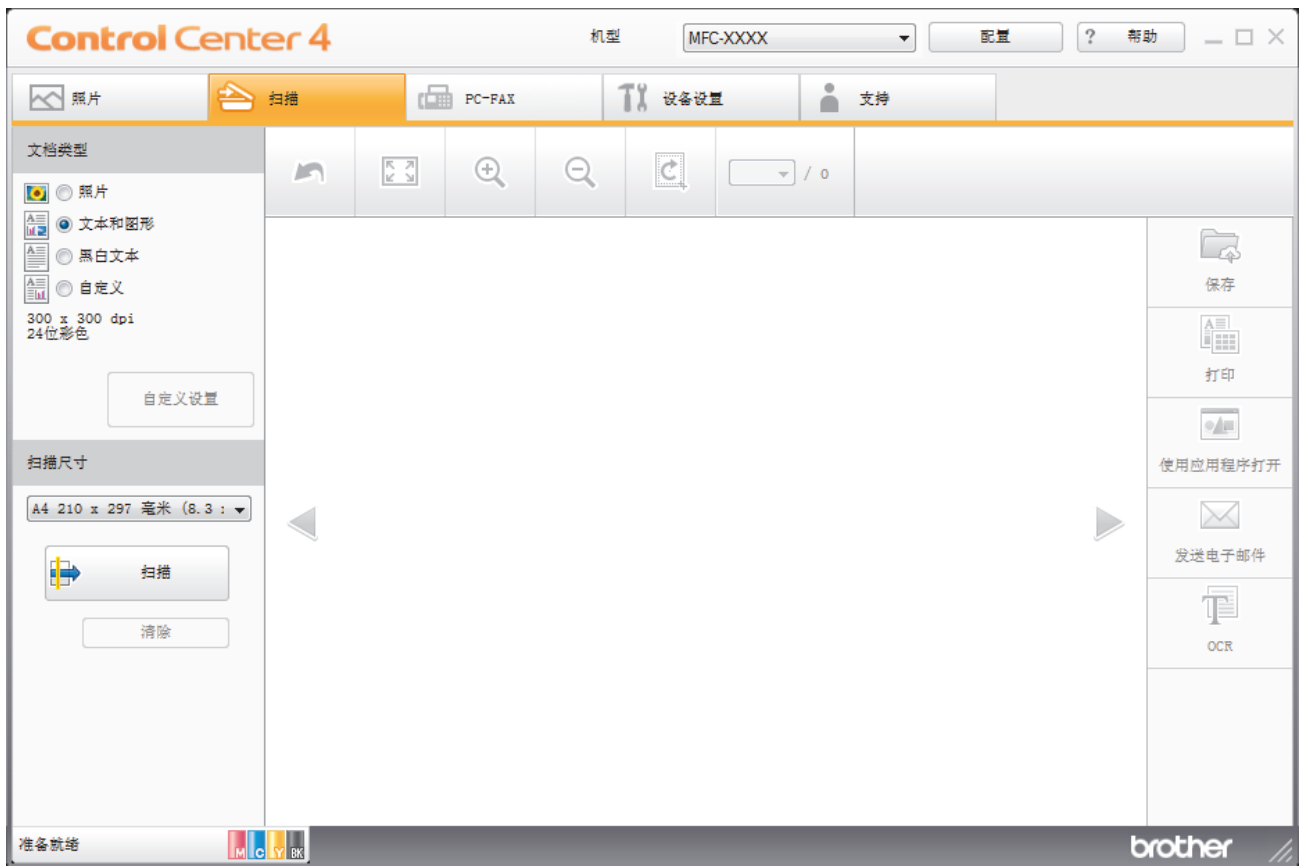 Control Center 4
机型
MFC-XXXX
配置
? 帮助
照片
扫描
PC-FAX
设备设置
支持
文档类型
照片
文本和图形
黑白文本
自定义
300 x 300 dpi
24位彩色
自定义设置
扫描尺寸
A4 210 x 297 毫米 (8.3 :
扫描
清除
/ 0
保存
打印
使用应用程序打开
发送电子邮件
OCR
准备就绪
M C Y BK
brother